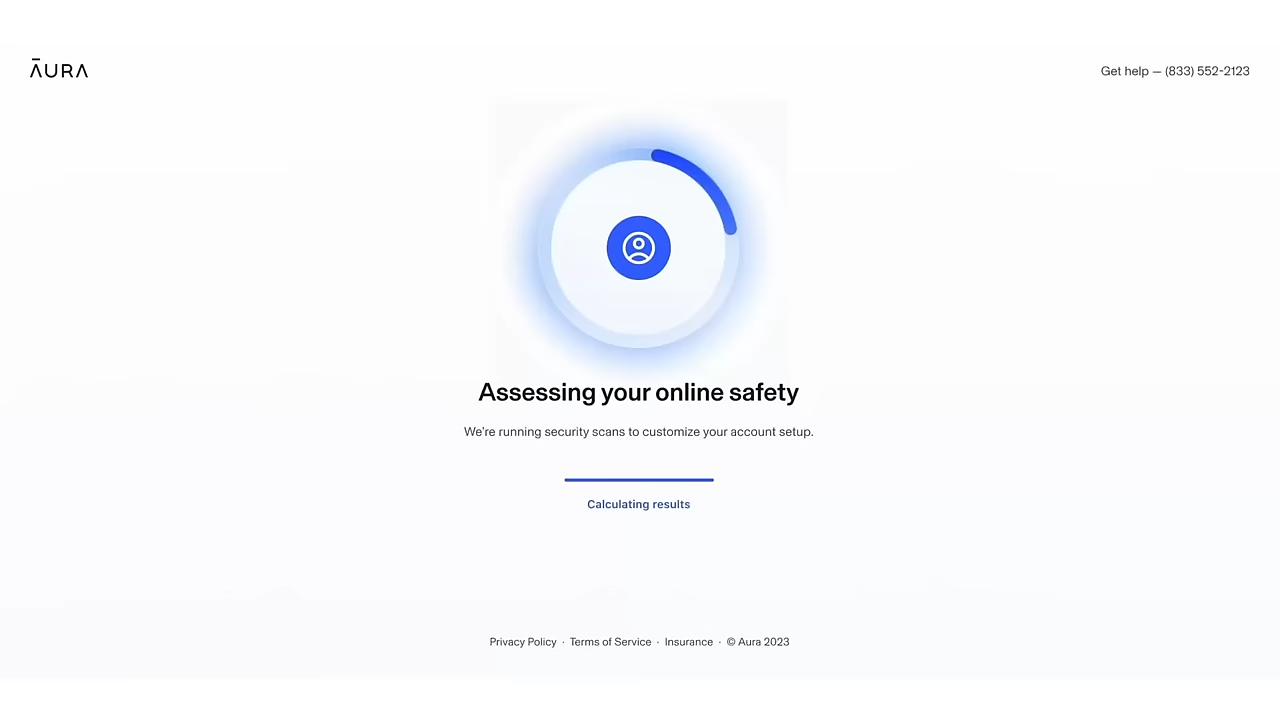 ĀURA
Get help — (833) 552-2123
Assessing your online safety
We're running security scans to customize your account setup.
Calculating results
Privacy Policy · Terms of Service · Insurance · © Aura 2023